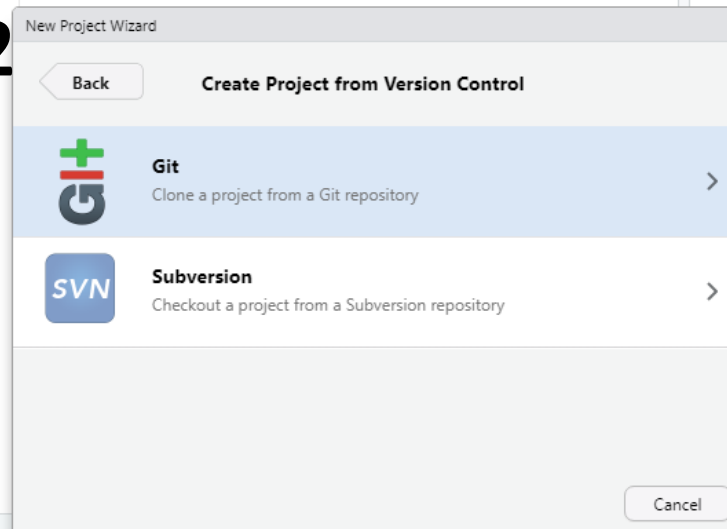 New Project Wizard
Back
Create Project from Version Control
Git
Clone a project from a Git repository
SVN
Subversion
Checkout a project from a Subversion repository
Cancel